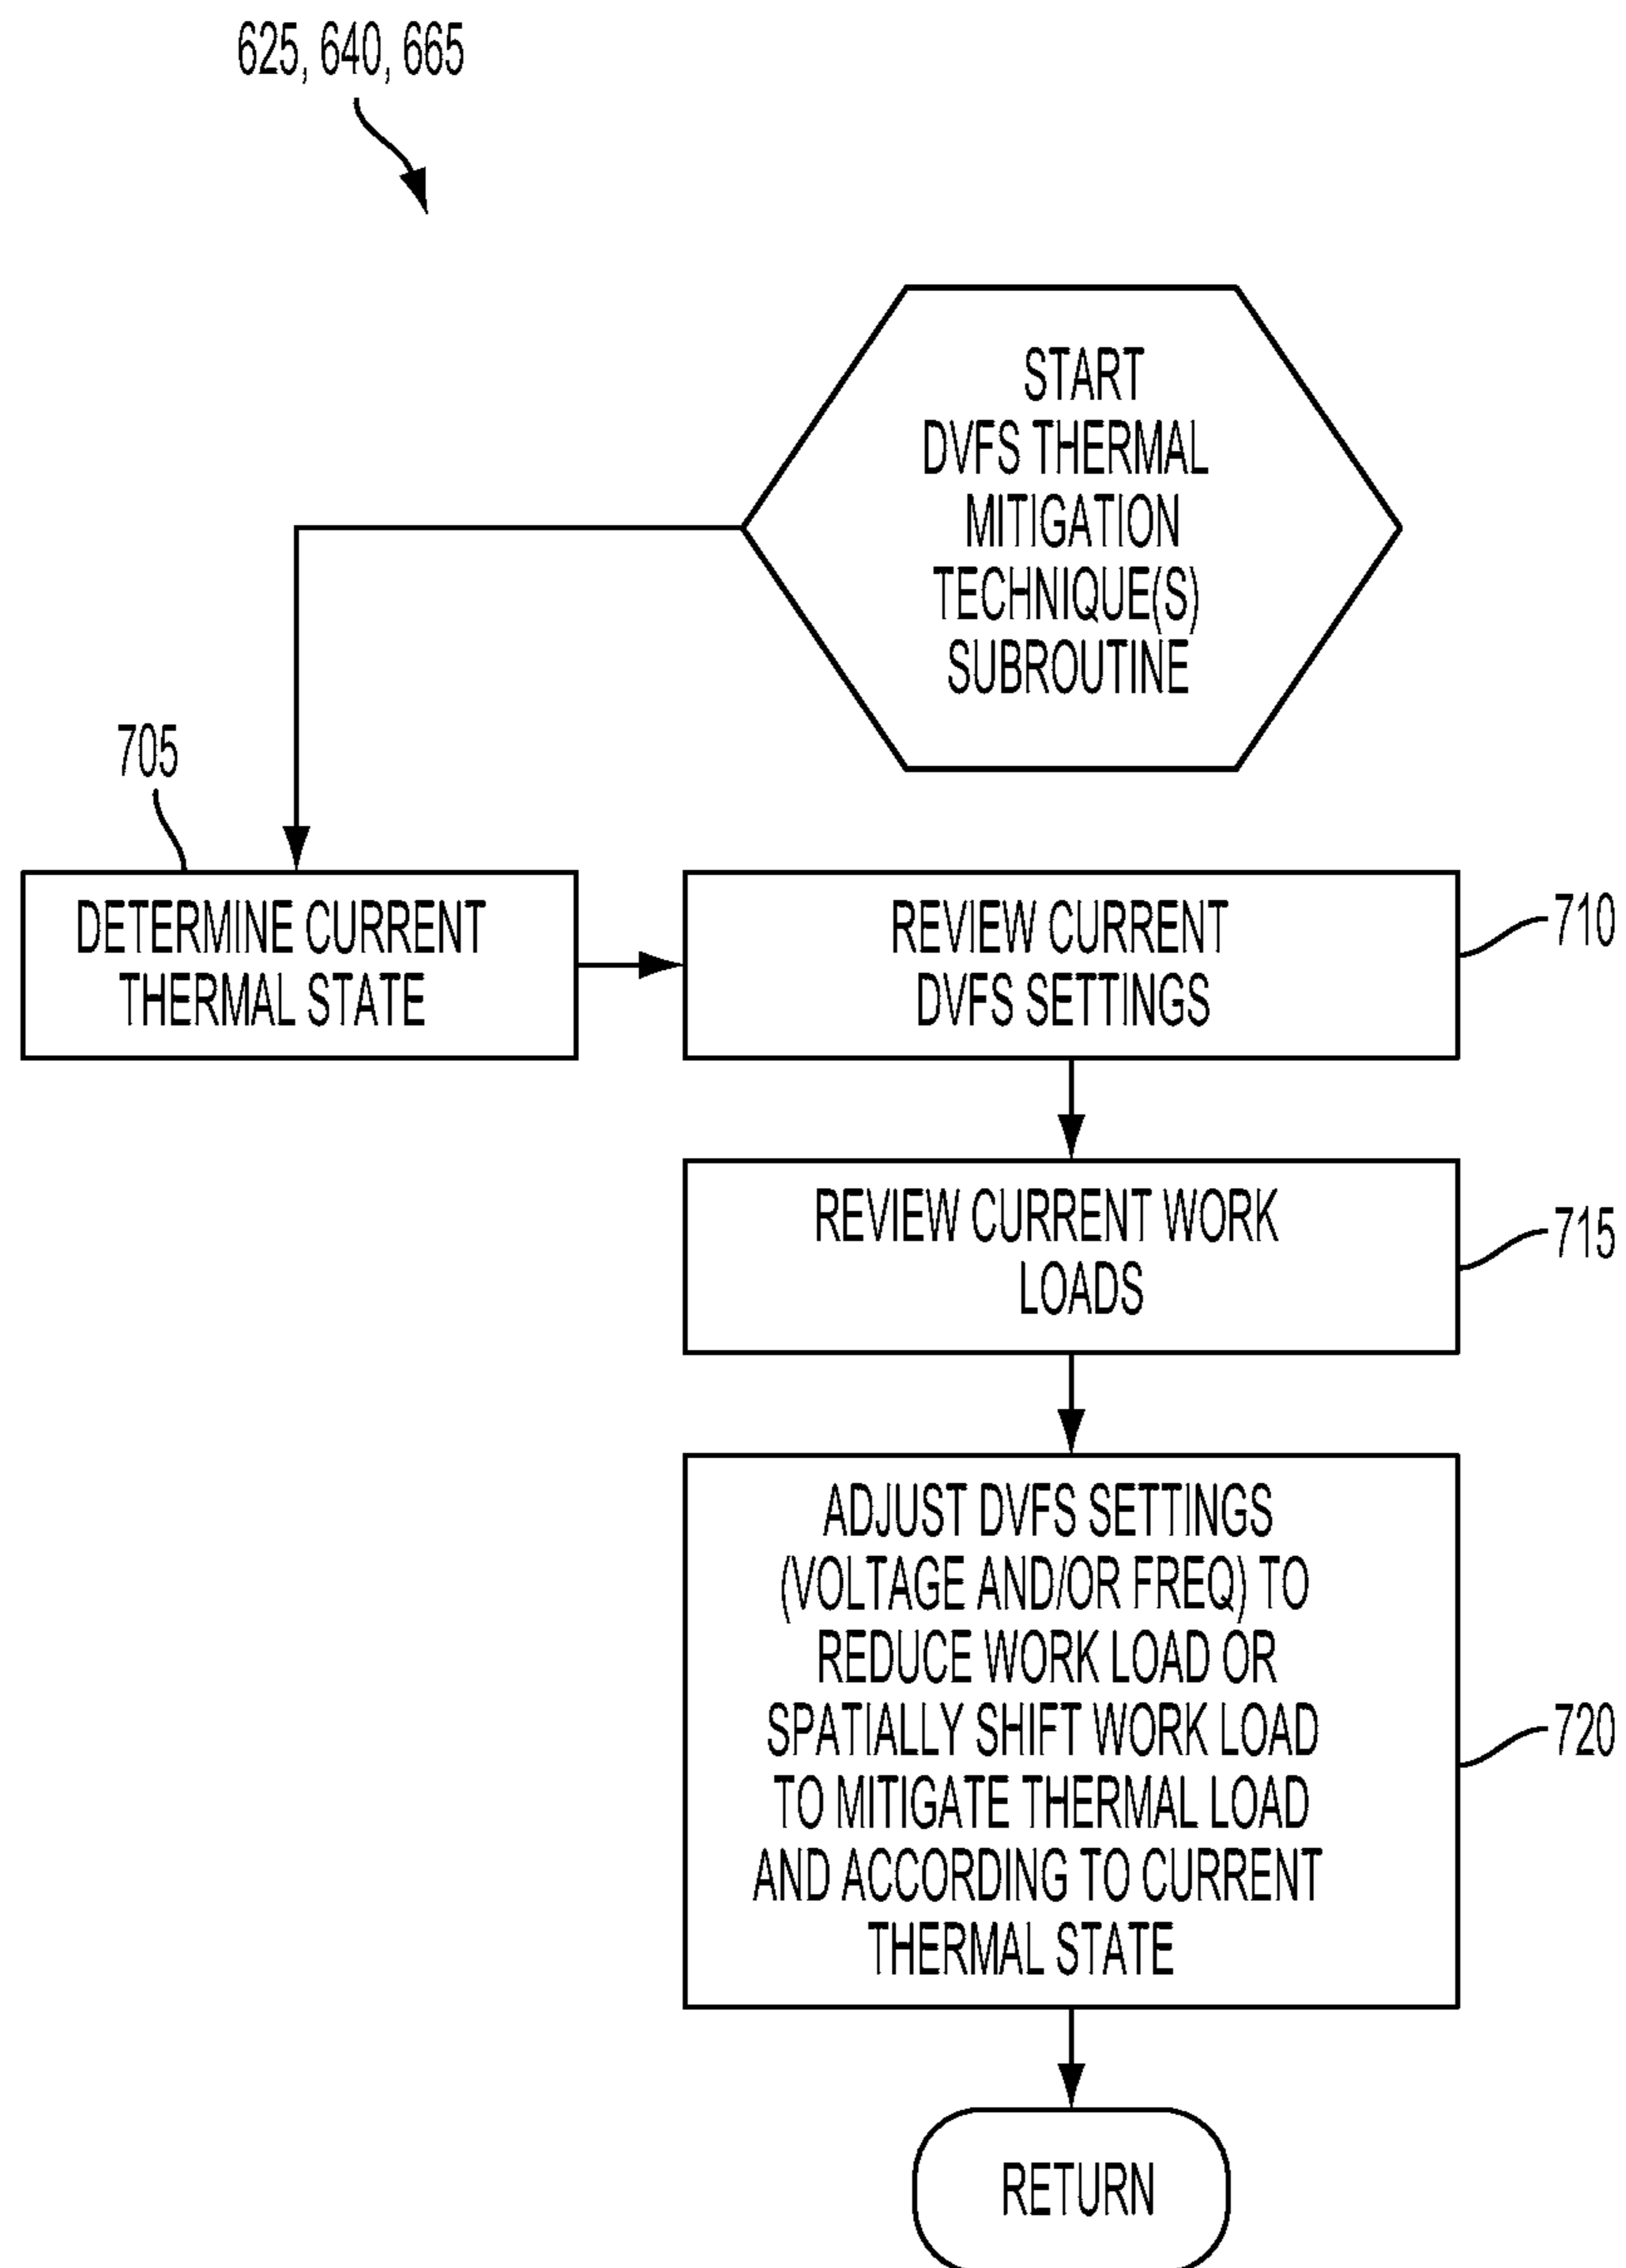 625, 640, 665
START
DVFS THERMAL
MITIGATION
TECHNIQUE(S)
SUBROUTINE
705
DETERMINE CURRENT
THERMAL STATE
REVIEW CURRENT
DVFS SETTINGS
710
REVIEW CURRENT WORK
LOADS
715
ADJUST DVFS SETTINGS
(VOLTAGE AND/OR FREQ) TO
REDUCE WORK LOAD OR
SPATIALLY SHIFT WORK LOAD
TO MITIGATE THERMAL LOAD
AND ACCORDING TO CURRENT
THERMAL STATE
720
RETURN